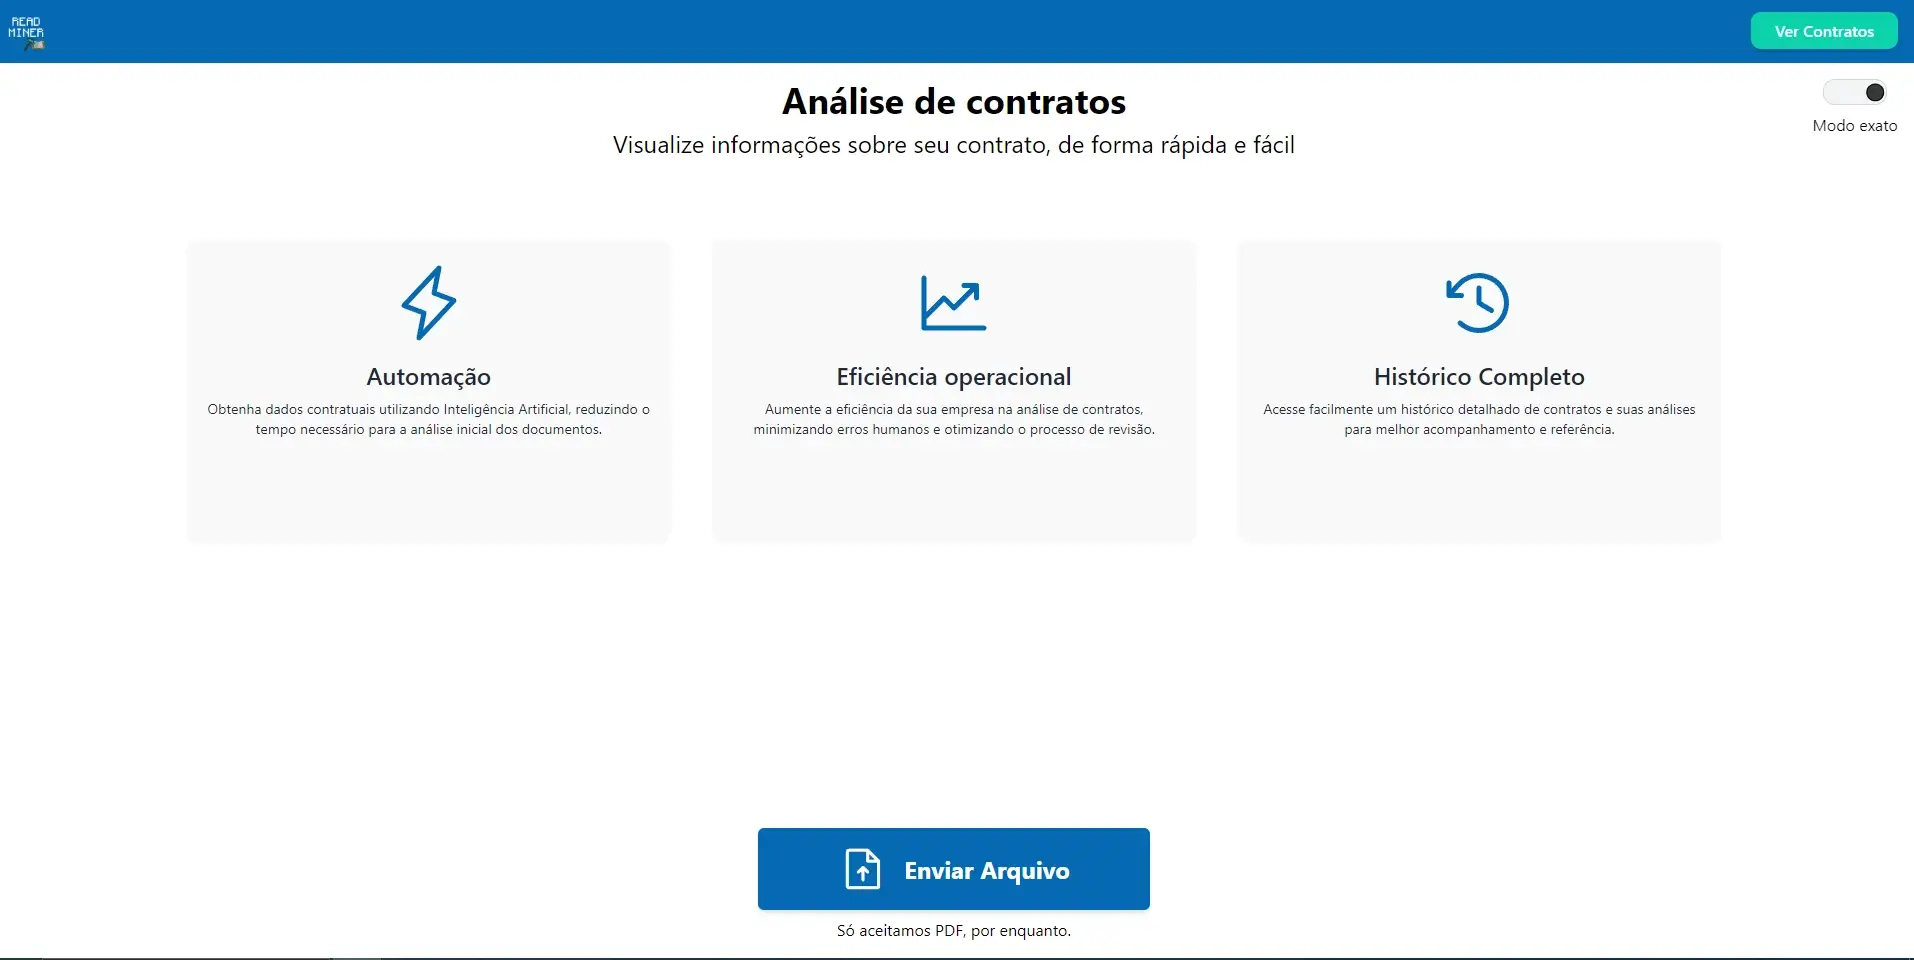 READ
MINER
Ver Contratos
Análise de contratos
Visualize informações sobre seu contrato, de forma rápida e fácil
Modo exato
Automação
Obtenha dados contratuais utilizando Inteligência Artificial, reduzindo o
tempo necessário para a análise inicial dos documentos.
Eficiência operacional
Aumente a eficiência da sua empresa na análise de contratos,
minimizando erros humanos e otimizando o processo de revisão.
Histórico Completo
Acesse facilmente um histórico detalhado de contratos e suas análises
para melhor acompanhamento e referência.
Enviar Arquivo
Só aceitamos PDF, por enquanto.